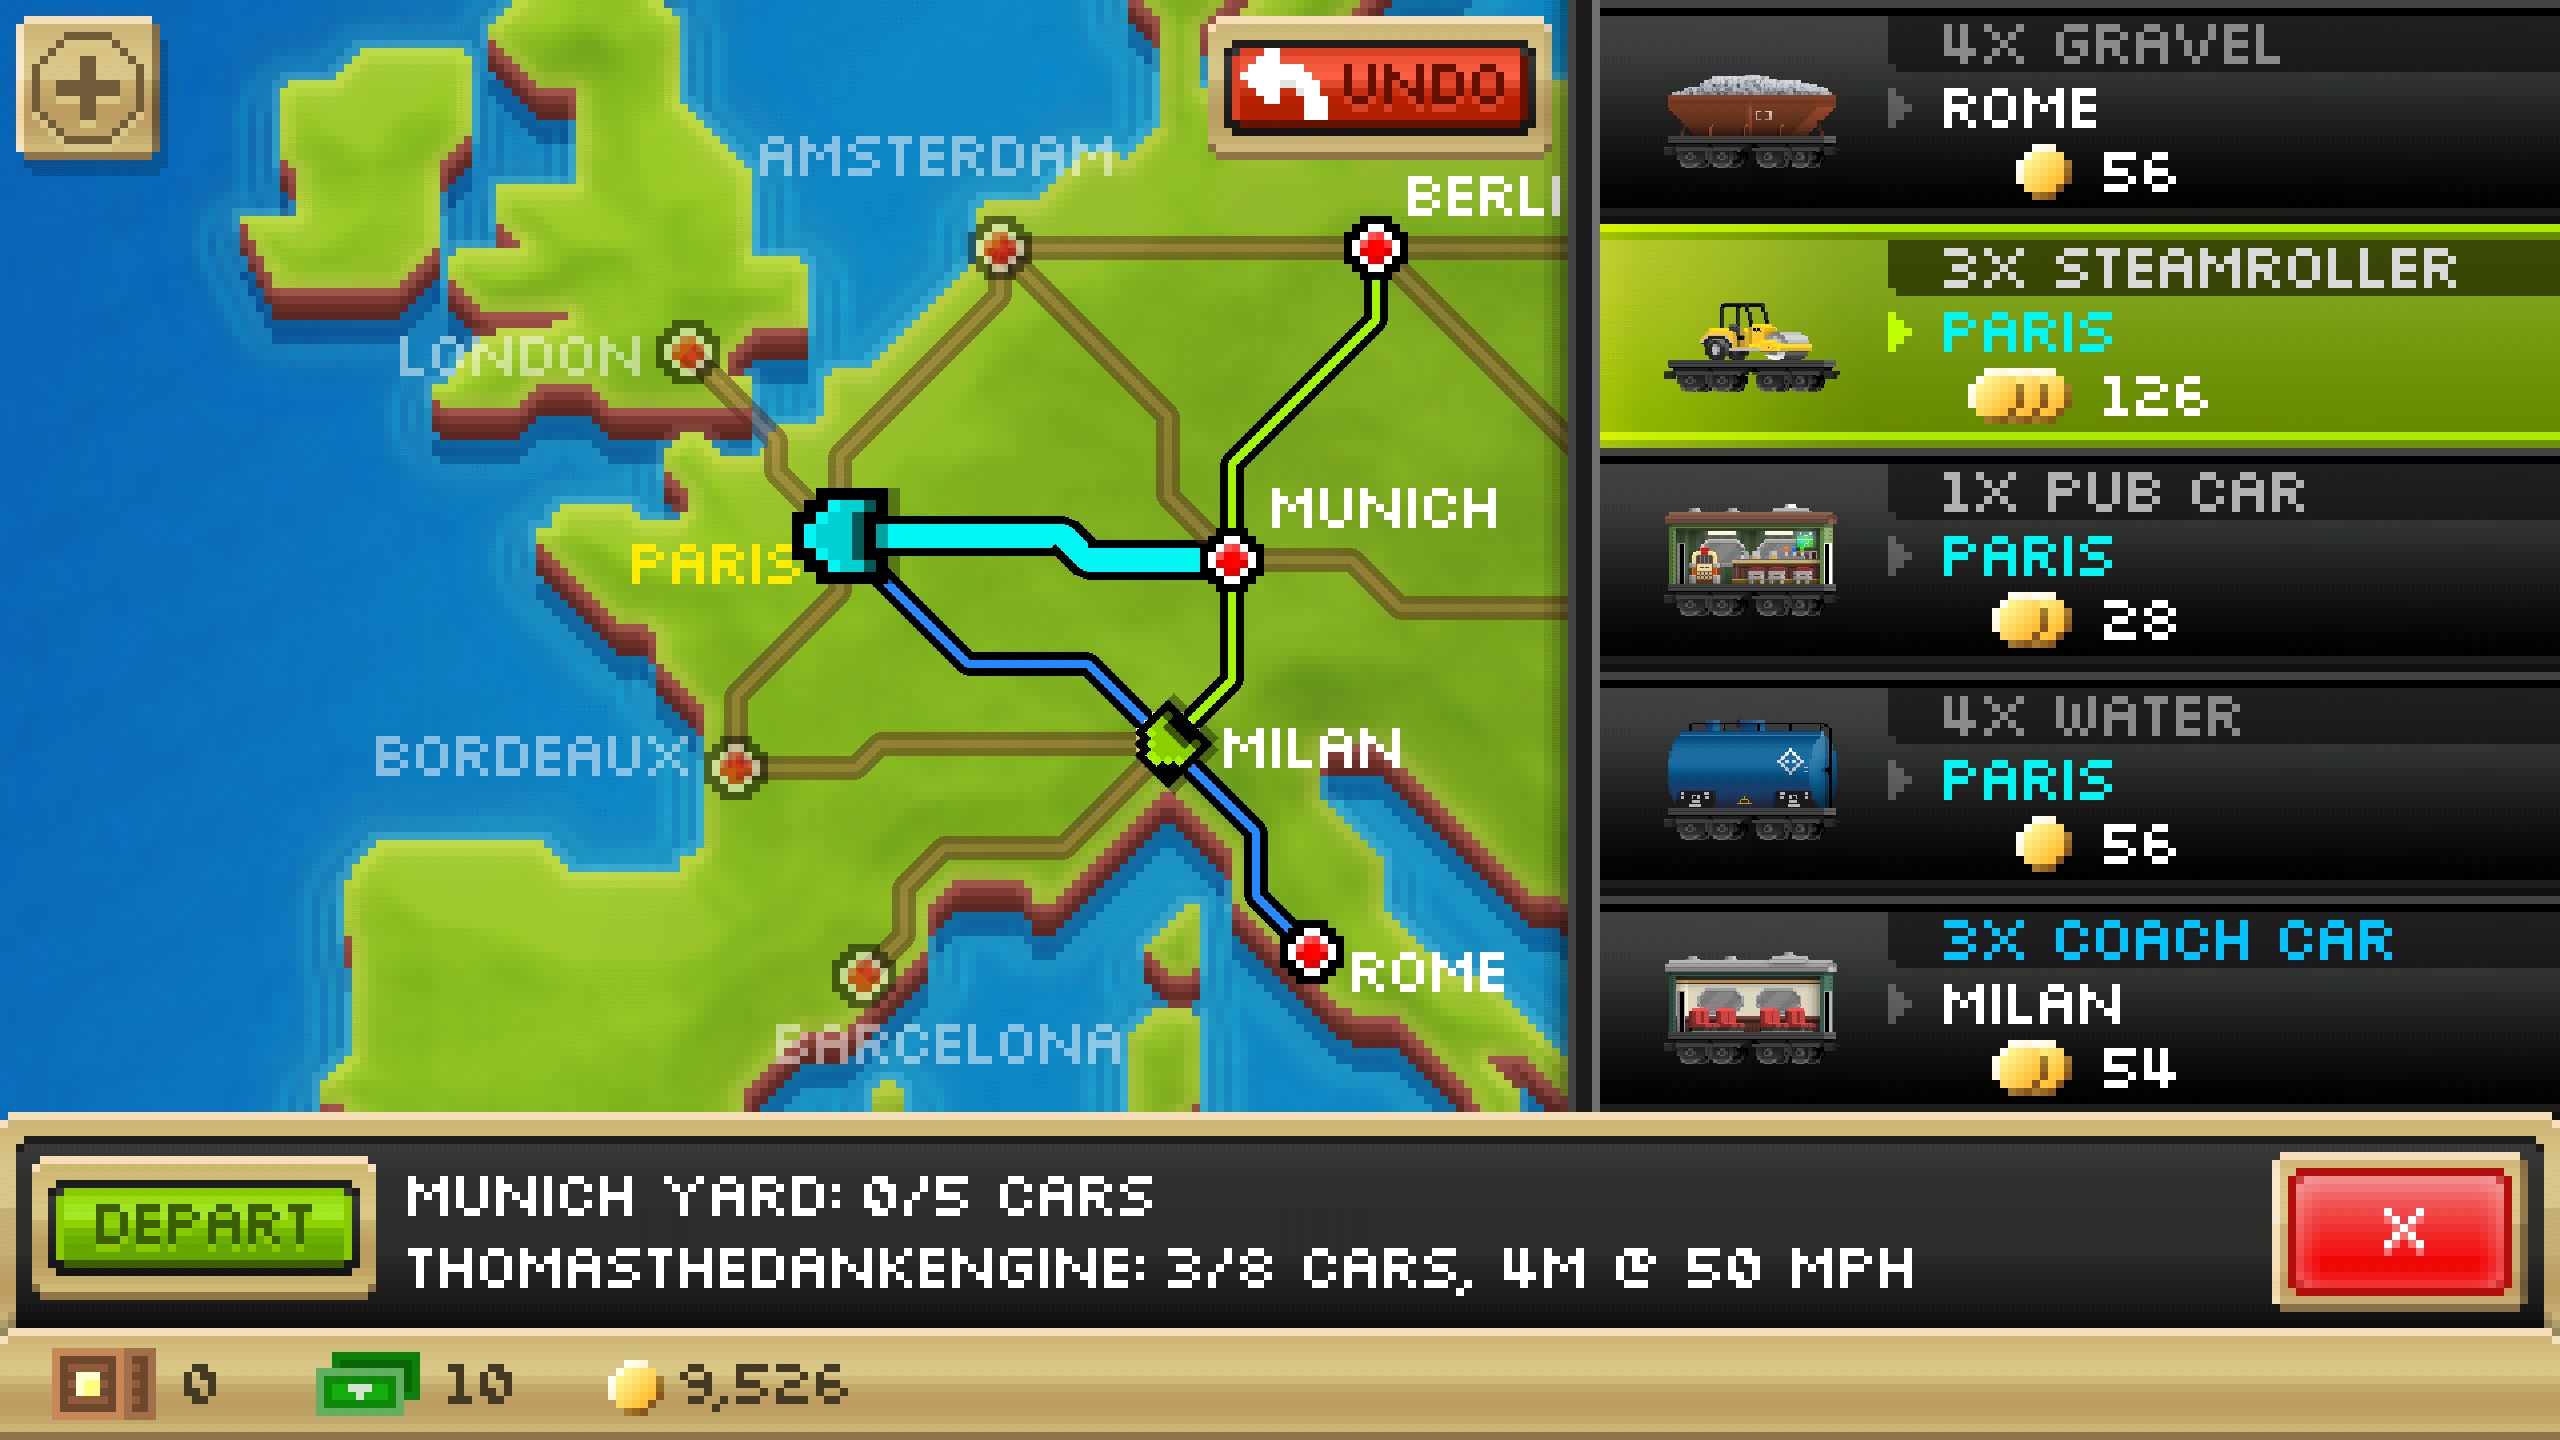 UNDO
AMSTERDAM
BERLI
LONDON
MUNICH
PARIS
BORDEAUX
MILAN
ROME
BARCELONA
4X GRAVEL
ROME
56
3X STEAMROLLER
PARIS
126
1X PUB CAR
PARIS
28
4X WATER
PARIS
56
3X COACH CAR
MILAN
54
DEPART
MUNICH YARD: 0/5 CARS
THOMASTHEDANKENGINE: 3/8 CARS, 4M @ 50 MPH
X
0
10
9,526